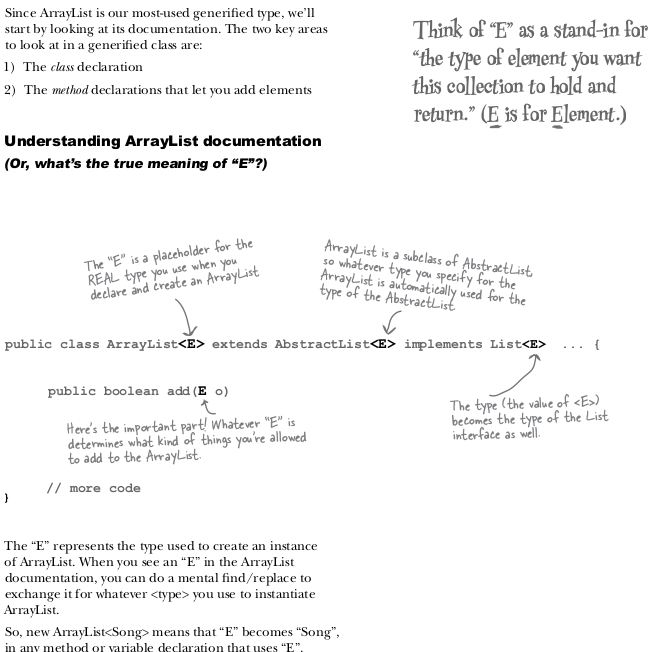 Since ArrayList is our most-used generified type, we'll
start by looking at its documentation. The two key areas
to look at in a generified class are:
1) The class declaration
2) The method declarations that let you add elements
Think of “E” as a stand-in for
“the type of element you want
this collection to hold and
return.” (E is for Element.)
Understanding ArrayList documentation
(Or, what's the true meaning of “E”?)
The “E” is a placeholder for the
REAL type you use when you
declare and create an ArrayList
ArrayList is a subclass of AbstractList,
so whatever type you specify for the
ArrayList is automatically used for the
type of the AbstractList.
public class ArrayList<E> extends AbstractList<E> implements List<E> ... {
public boolean add(E o)
Here's the important part! Whatever “E” is
determines what kind of things you're allowed
to add to the ArrayList.
The type (the value of <E>)
becomes the type of the List
interface as well.
// more code
}
The “E” represents the type used to create an instance
of ArrayList. When you see an “E” in the ArrayList
documentation, you can do a mental find/replace to
exchange it for whatever <type> you use to instantiate
ArrayList.
So, new ArrayList<Song> means that “E” becomes “Song”,
in any method or variable declaration that uses “E”.